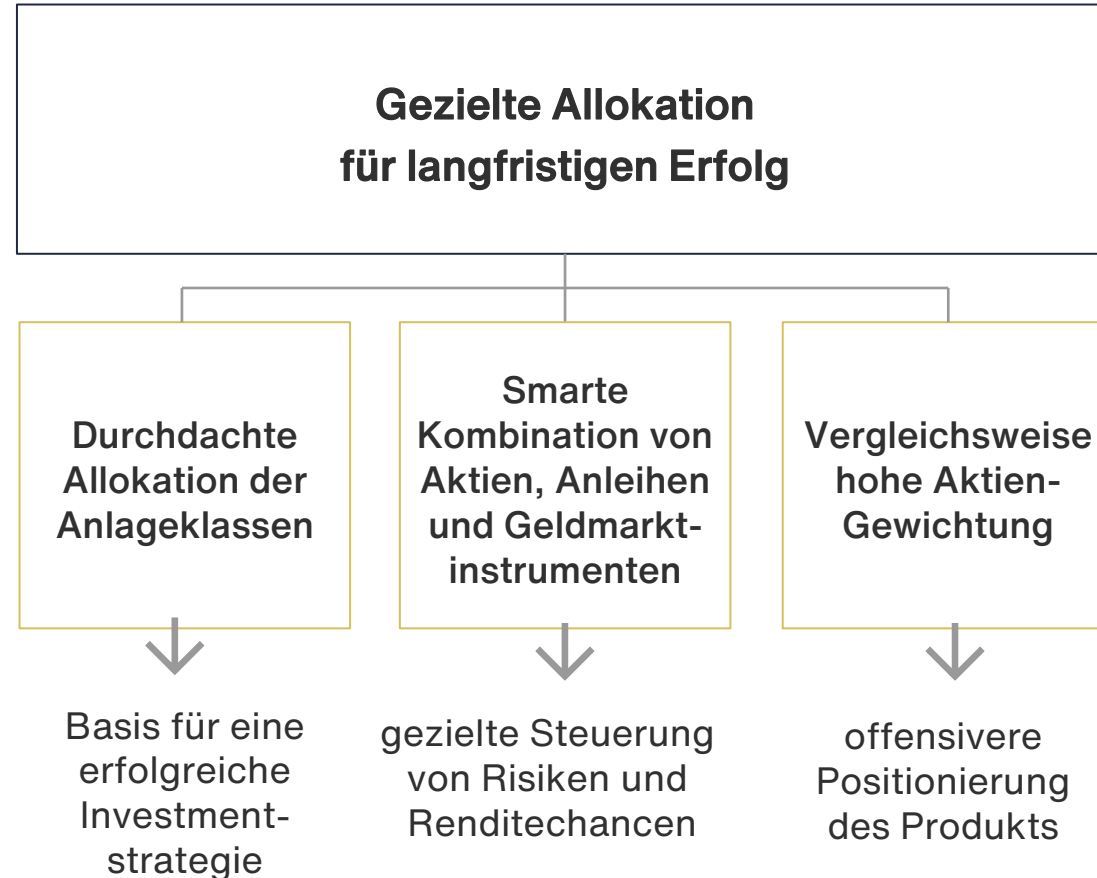 Gezielte Allokation
für langfristigen Erfolg
Durchdachte
Allokation der
Anlageklassen
Smarte
Kombination von
Aktien, Anleihen
und Geldmarkt-
instrumenten
Vergleichsweise
hohe Aktien-
Gewichtung
Basis für eine
erfolgreiche
Investment-
strategie
gezielte Steuerung
von Risiken und
Renditechancen
offensivere
Positionierung
des Produkts